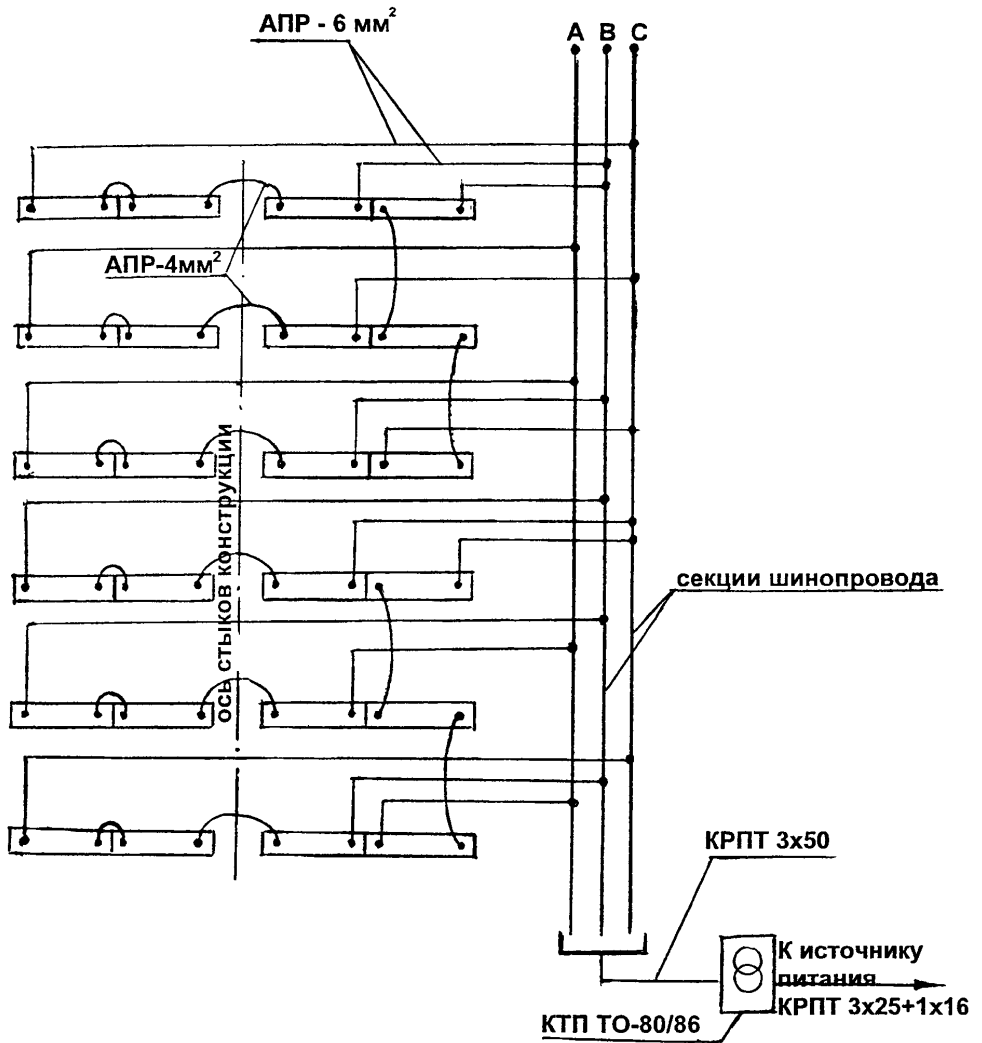 АПР - 6 мм²
А В С
АПР-4мм²
ось стыков конструкции
секции шинопровода
КРПТ 3х50
К источнику
питания
КРПТ 3х25+1х16
КТП ТО-80/86